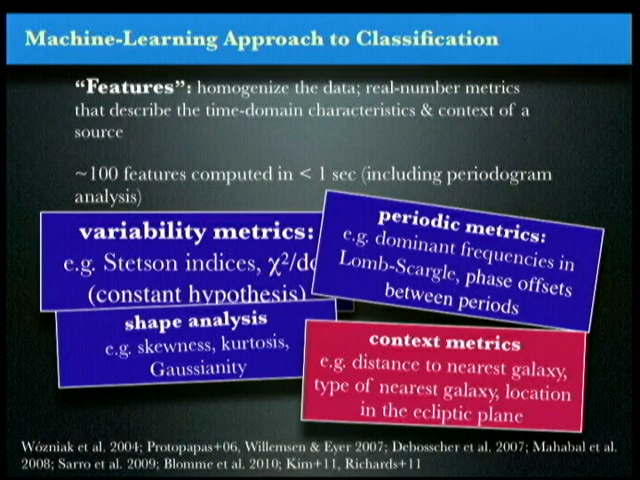 Machine-Learning Approach to Classification
“Features”: homogenize the data; real-number metrics
that describe the time-domain characteristics & context of a
source
~100 features computed in < 1 sec (including periodogram
analysis)
variability metrics:
e.g. Stetson indices, χ²/do
(constant hypothesis)
periodic metrics:
e.g. dominant frequencies in
Lomb-Scargle, phase offsets
between periods
shape analysis
e.g. skewness, kurtosis,
Gaussianity
context metrics
e.g. distance to nearest galaxy,
type of nearest galaxy, location
in the ecliptic plane
Wózniak et al. 2004; Protopapas+06, Willemsen & Eyer 2007; Debosscher et al. 2007; Mahabal et al.
2008; Sarro et al. 2009; Blomme et al. 2010; Kim+11, Richards+11